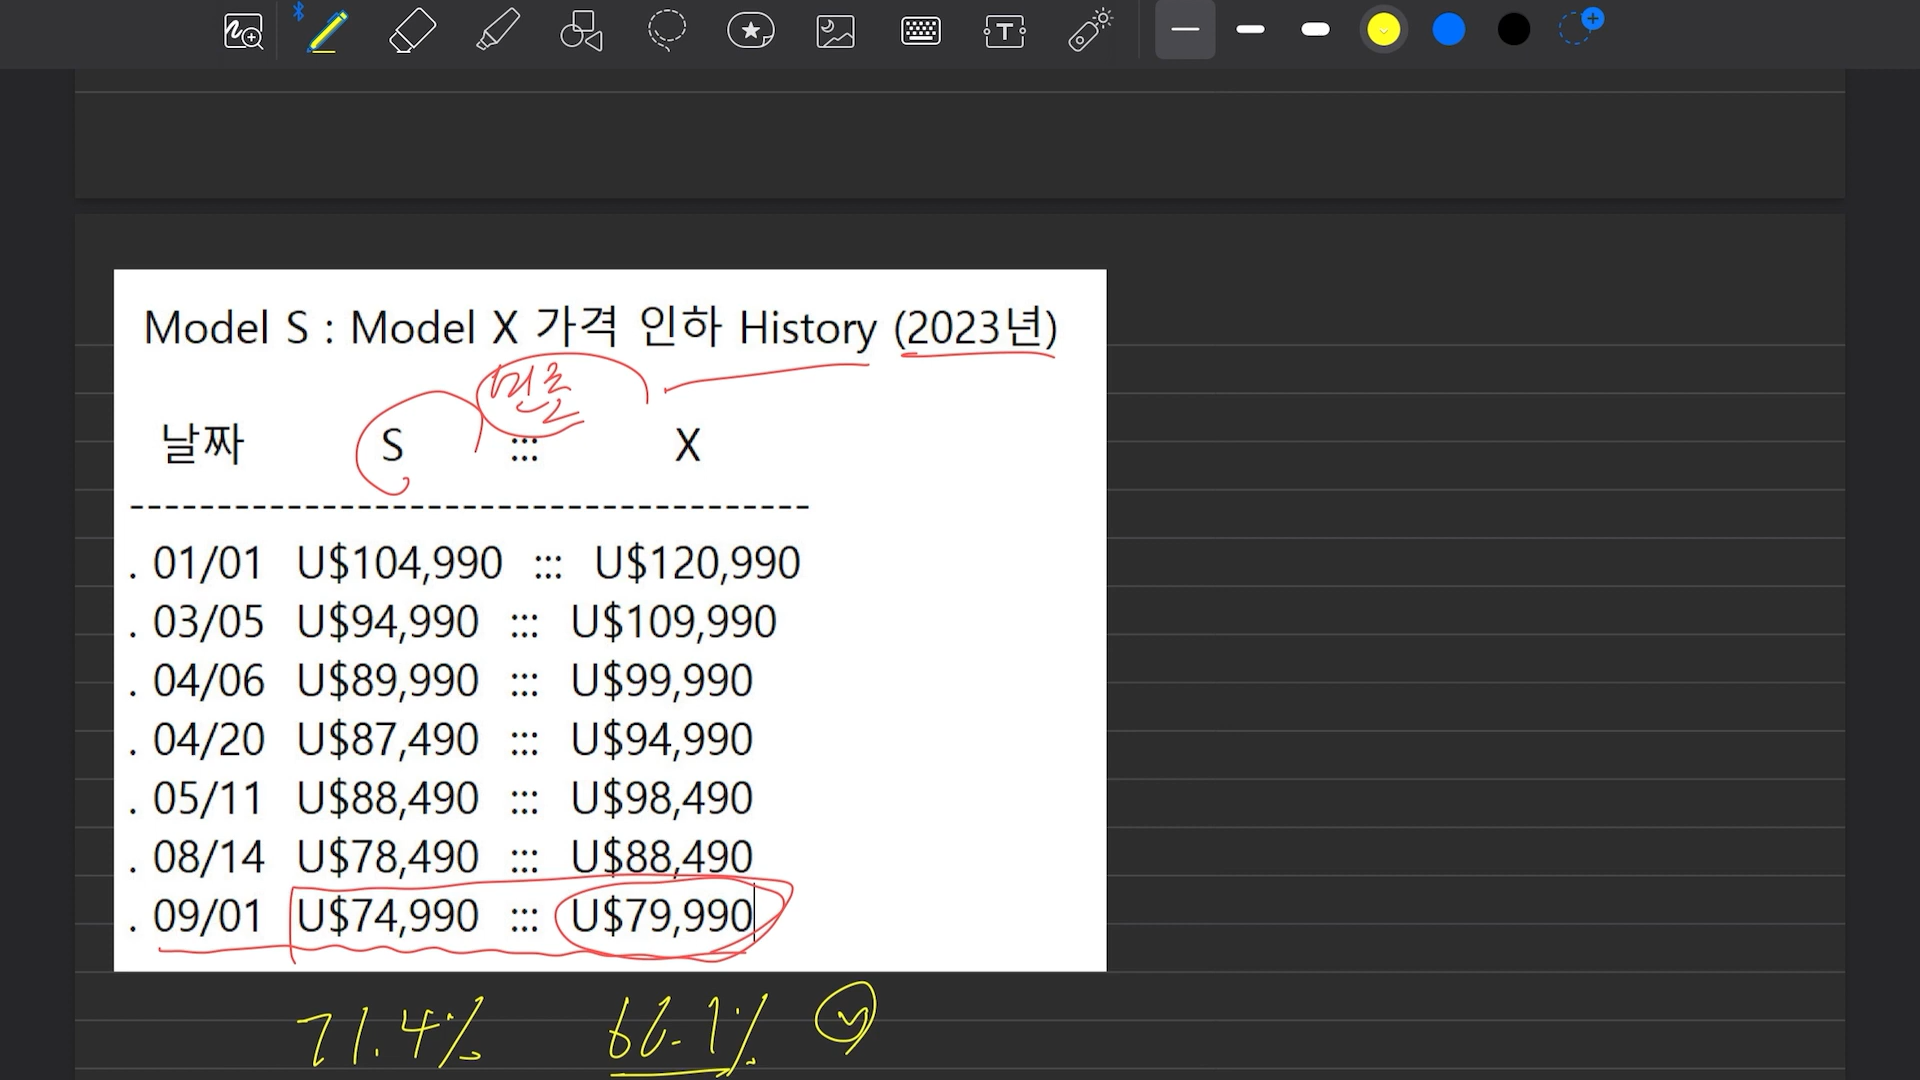 Model S : Model X 가격 인하 History (2023년)
날짜 S ::: X
---------------------------------------
. 01/01 U$104,990 ::: U$120,990
. 03/05 U$94,990 ::: U$109,990
. 04/06 U$89,990 ::: U$99,990
. 04/20 U$87,490 ::: U$94,990
. 05/11 U$88,490 ::: U$98,490
. 08/14 U$78,490 ::: U$88,490
. 09/01 U$74,990 ::: U$79,990
71.4% 66.1%